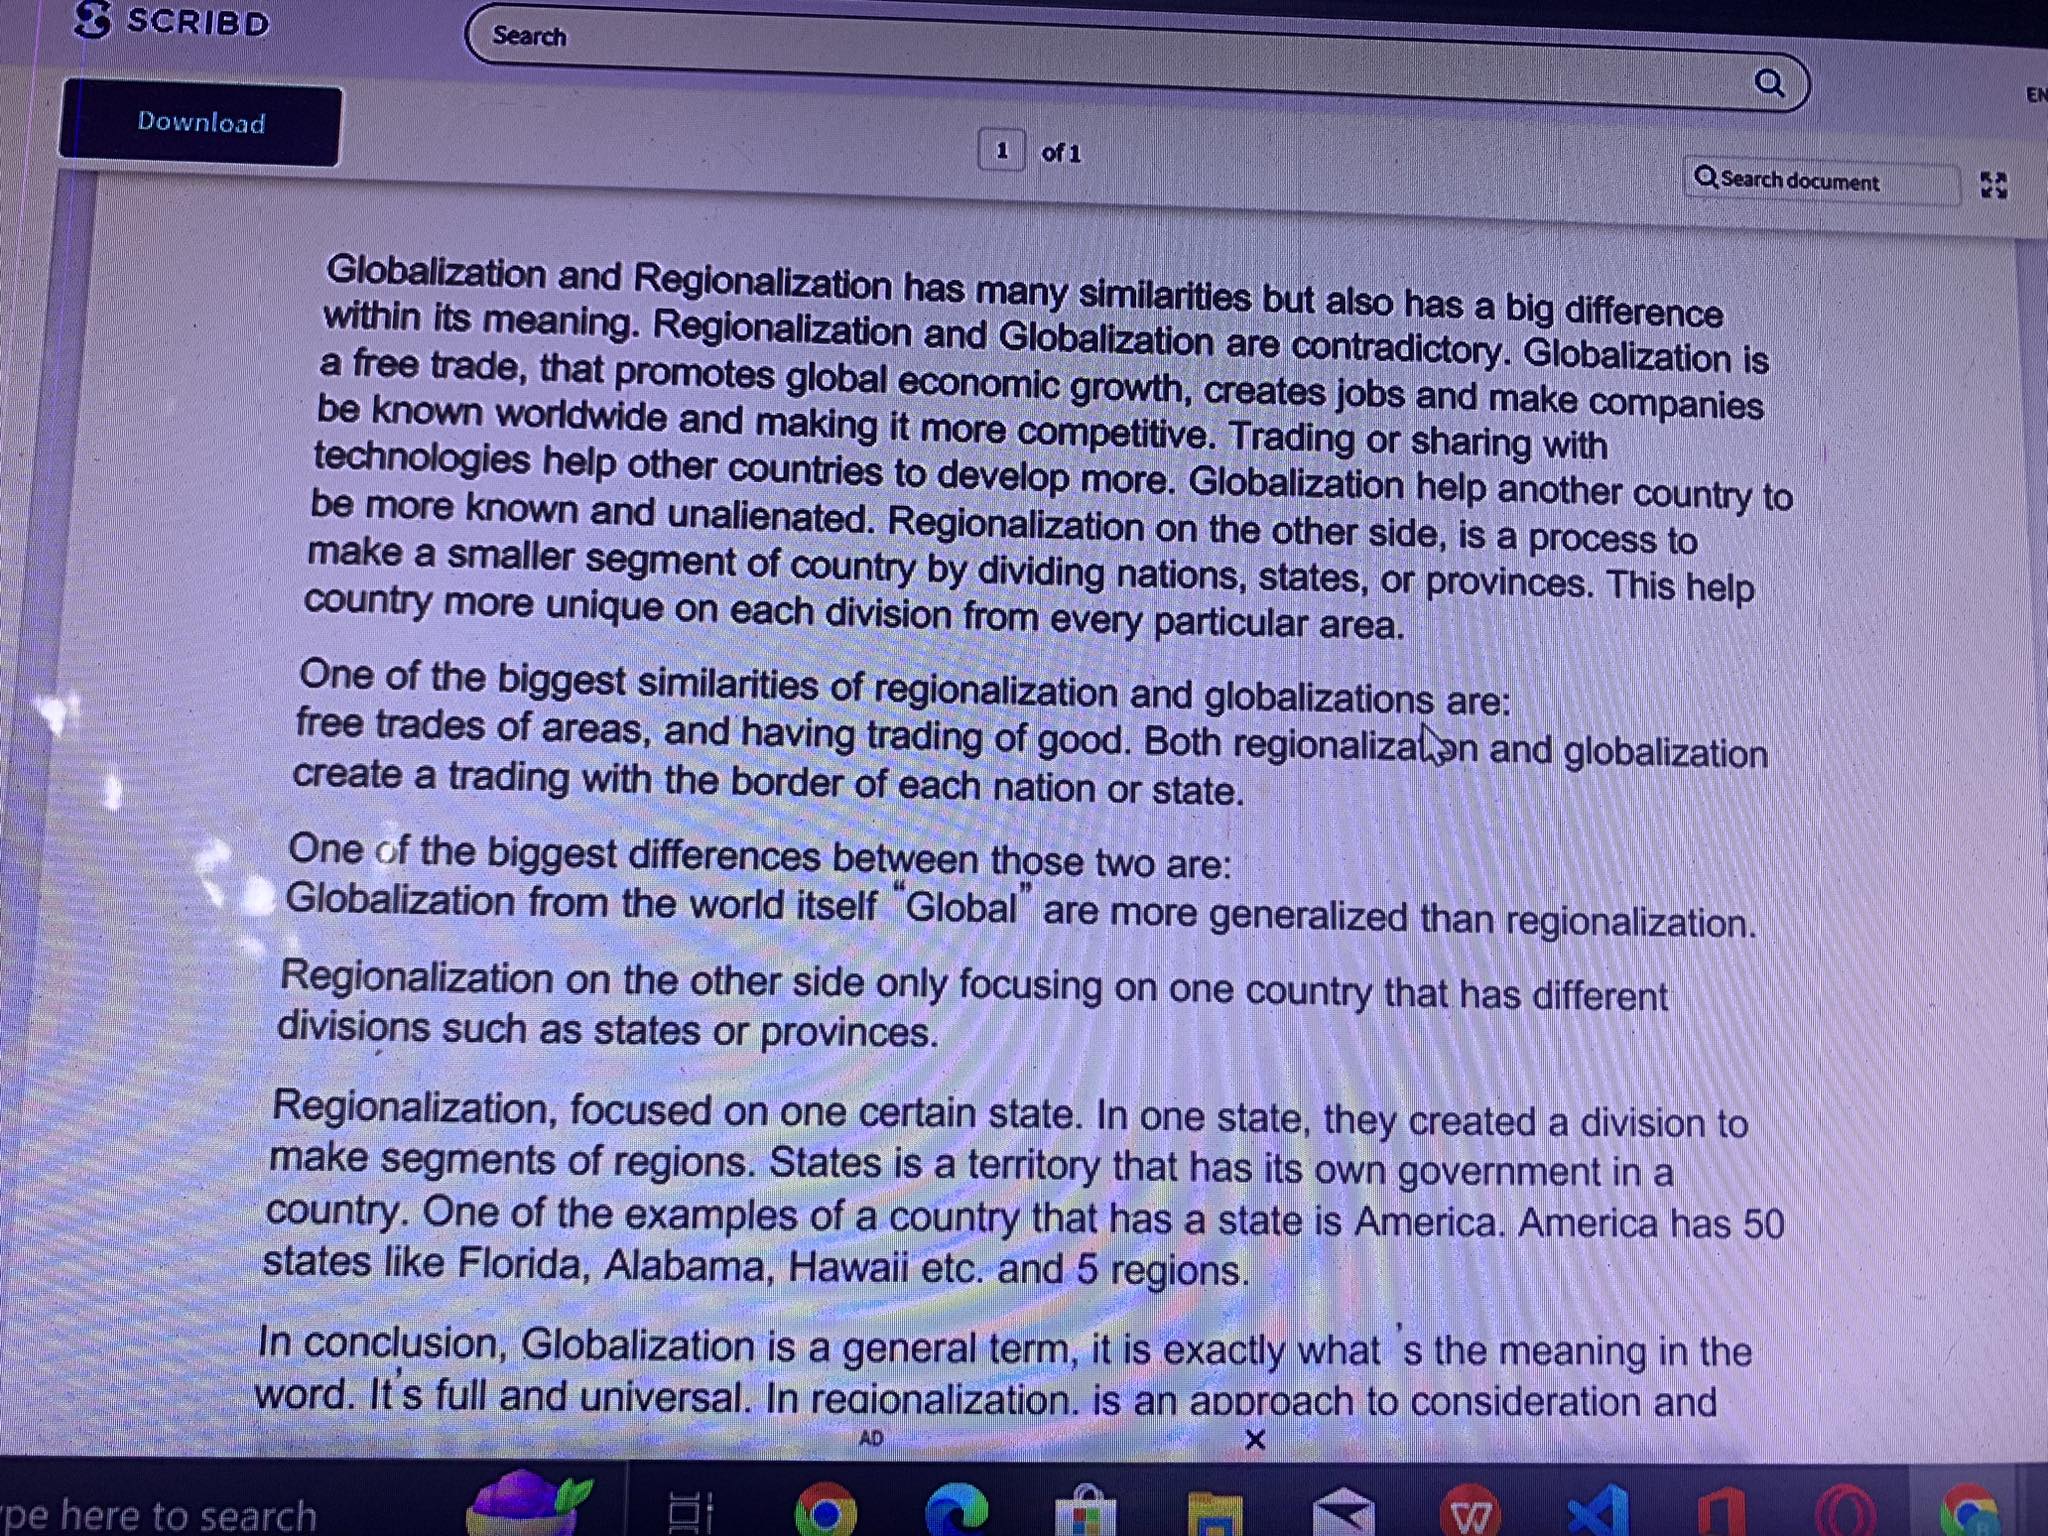 SCRIBD
Search
EN
Download
1 of 1
Search document
Globalization and Regionalization has many similarities but also has a big difference
within its meaning. Regionalization and Globalization are contradictory. Globalization is
a free trade, that promotes global economic growth, creates jobs and make companies
be known worldwide and making it more competitive. Trading or sharing with
technologies help other countries to develop more. Globalization help another country to
be more known and unalienated. Regionalization on the other side, is a process to
make a smaller segment of country by dividing nations, states, or provinces. This help
country more unique on each division from every particular area.
One of the biggest similarities of regionalization and globalizations are:
free trades of areas, and having trading of good. Both regionalization and globalization
create a trading with the border of each nation or state.
One of the biggest differences between those two are:
Globalization from the world itself “Global” are more generalized than regionalization.
Regionalization on the other side only focusing on one country that has different
divisions such as states or provinces.
Regionalization, focused on one certain state. In one state, they created a division to
make segments of regions. States is a territory that has its own government in a
country. One of the examples of a country that has a state is America. America has 50
states like Florida, Alabama, Hawaii etc. and 5 regions.
In conclusion, Globalization is a general term, it is exactly what 's the meaning in the
word. It's full and universal. In regionalization. is an approach to consideration and
AD
pe here to search